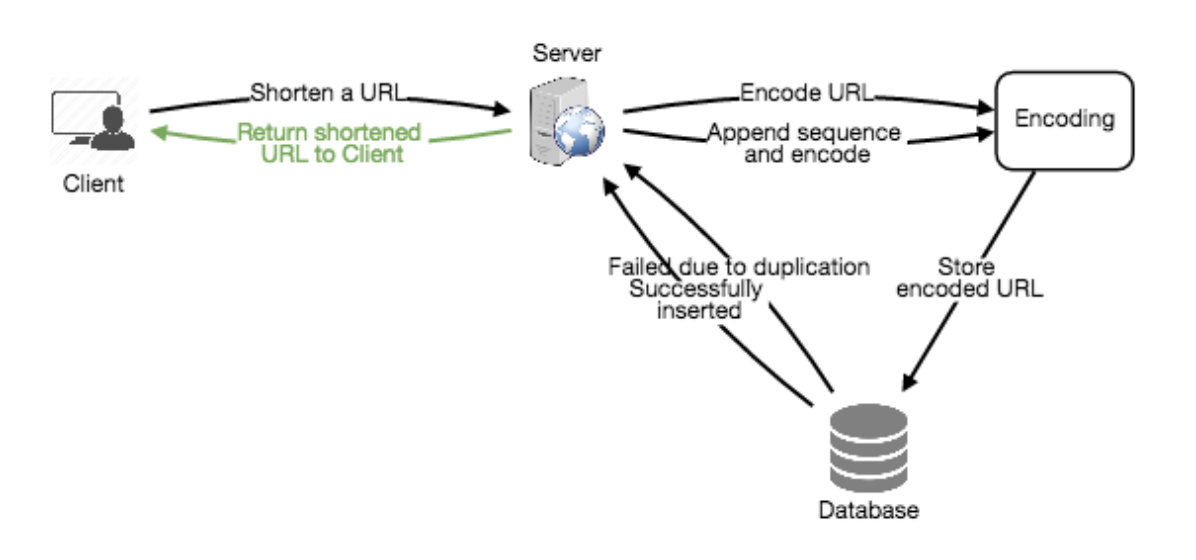 Server
Shorten a URL
Encode URL
Return shortened
URL to Client
Append sequence
and encode
Encoding
Client
Failed due to duplication
Successfully
inserted
Store
encoded URL
Database